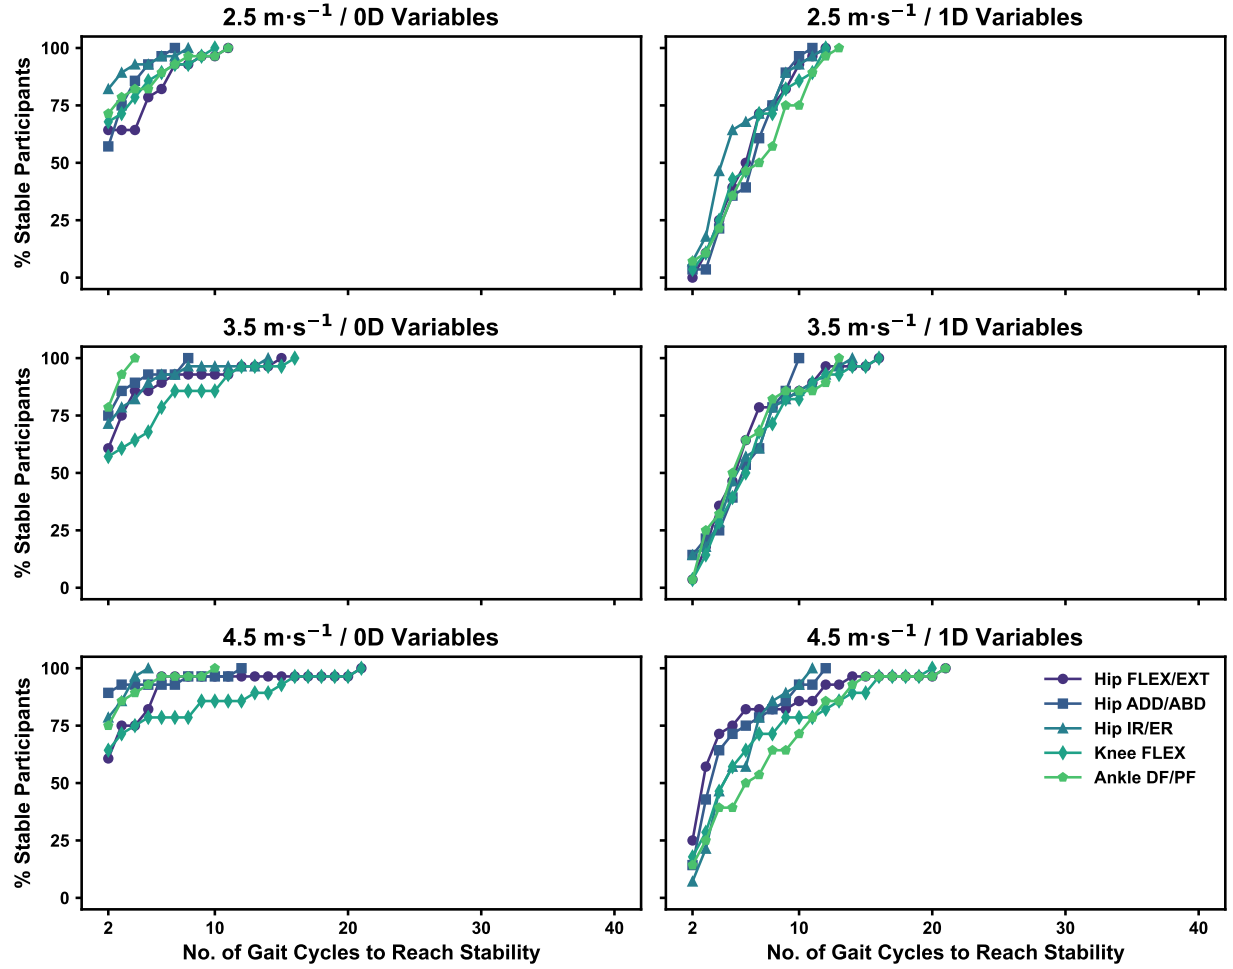 2.5 m·s⁻¹ / 0D Variables
% Stable Participants
100
75
50
25
0
2.5 m·s⁻¹ / 1D Variables
3.5 m·s⁻¹ / 0D Variables
% Stable Participants
100
75
50
25
0
3.5 m·s⁻¹ / 1D Variables
4.5 m·s⁻¹ / 0D Variables
% Stable Participants
100
75
50
25
0
2 10 20 30 40
No. of Gait Cycles to Reach Stability
4.5 m·s⁻¹ / 1D Variables
Hip FLEX/EXT
Hip ADD/ABD
Hip IR/ER
Knee FLEX
Ankle DF/PF
2 10 20 30 40
No. of Gait Cycles to Reach Stability